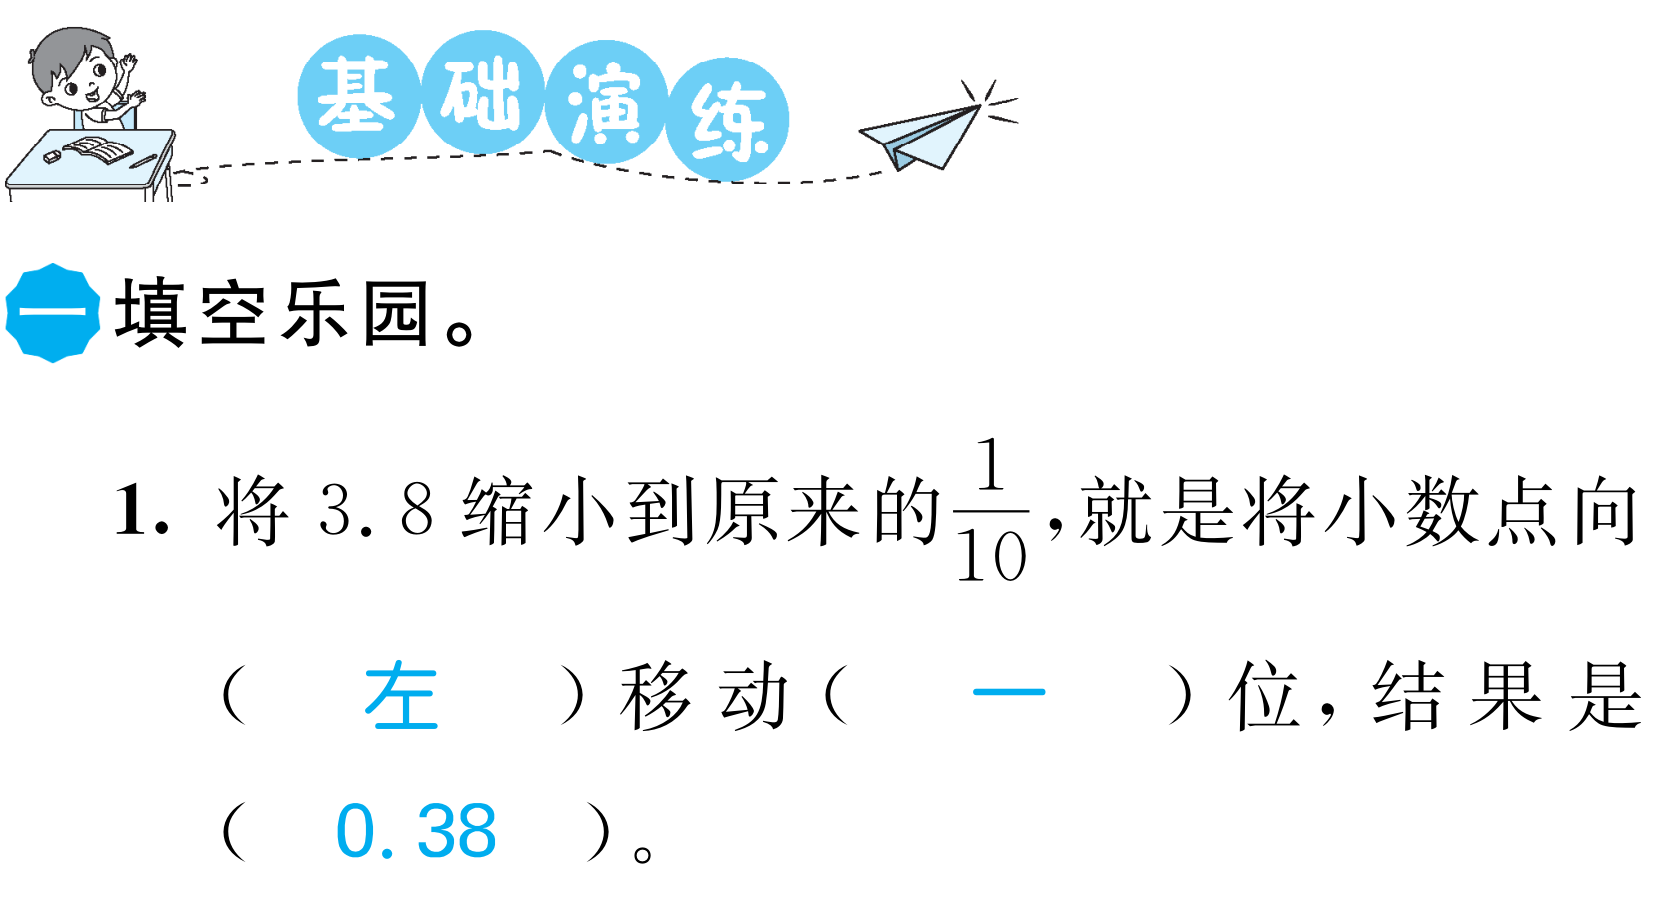 基础演练
一 填空乐园。
1. 将 3.8 缩小到原来的 1/10 ,就是将小数点向
( 左 )移动( 一 )位,结果是
( 0.38 )。